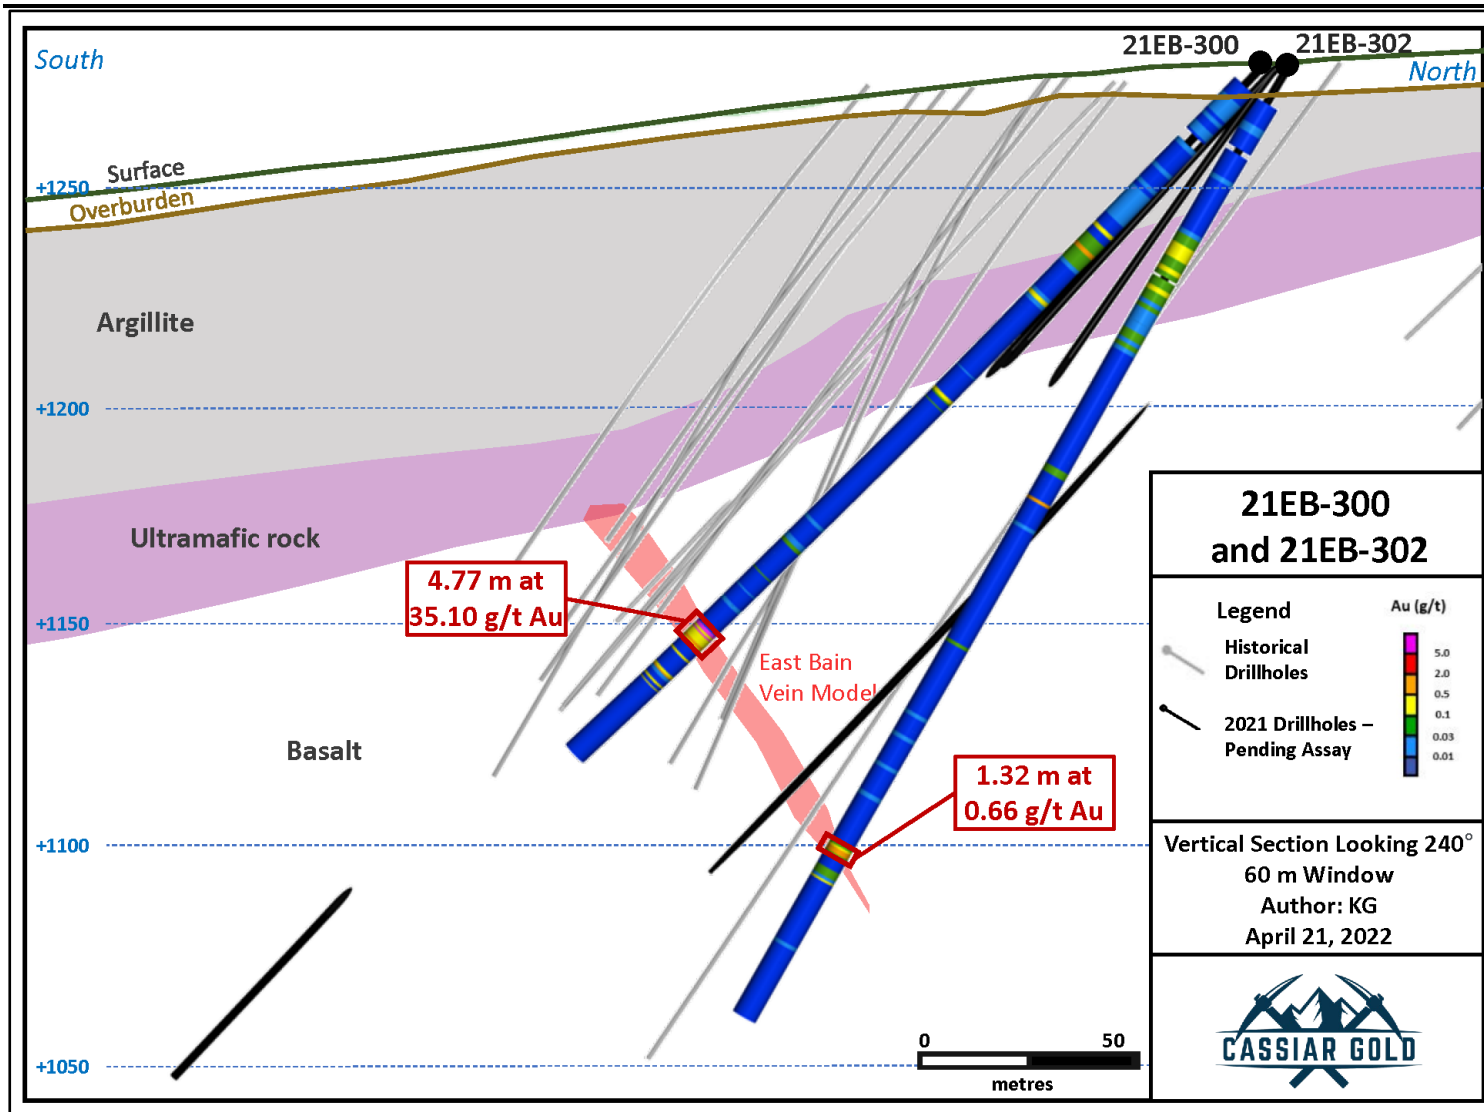 South
21EB-300
21EB-302
North
Surface
+1250
Overburden
Argillite
+1200
Ultramafic rock
4.77 m at
35.10 g/t Au
+1150
East Bain
Vein Model
Basalt
1.32 m at
0.66 g/t Au
+1100
+1050
0 50
metres
21EB-300
and 21EB-302
Legend
Historical
Drillholes
2021 Drillholes –
Pending Assay
Au (g/t)
5.0
2.0
0.5
0.1
0.03
0.01
Vertical Section Looking 240°
60 m Window
Author: KG
April 21, 2022
CASSIAR GOLD